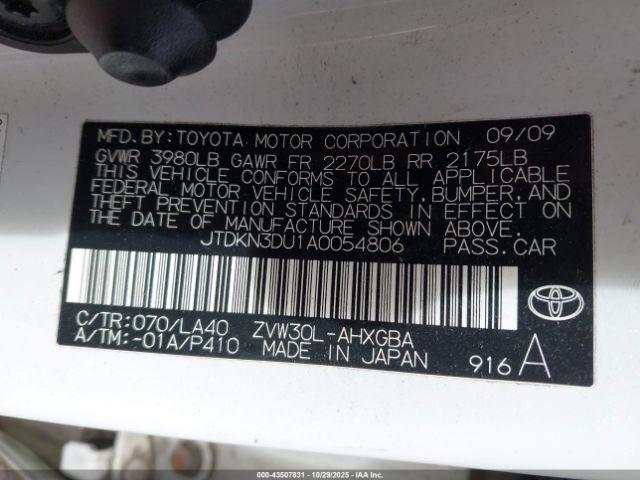 MFD. BY: TOYOTA MOTOR CORPORATION 09/09
GVWR 3980LB GAWR FR 2270LB RR 2175LB
THIS VEHICLE CONFORMS TO ALL APPLICABLE
FEDERAL MOTOR VEHICLE SAFETY, BUMPER, AND
THEFT PREVENTION STANDARDS IN EFFECT ON
THE DATE OF MANUFACTURE SHOWN ABOVE.
JTDKN3DU1A0054806 PASS. CAR
C/TR: 070/LA40 ZVW30L-AHXGBA
A/TM: -01A/P410 MADE IN JAPAN 916 A
000-43507831 - 10/29/2025 - IAAI.COM